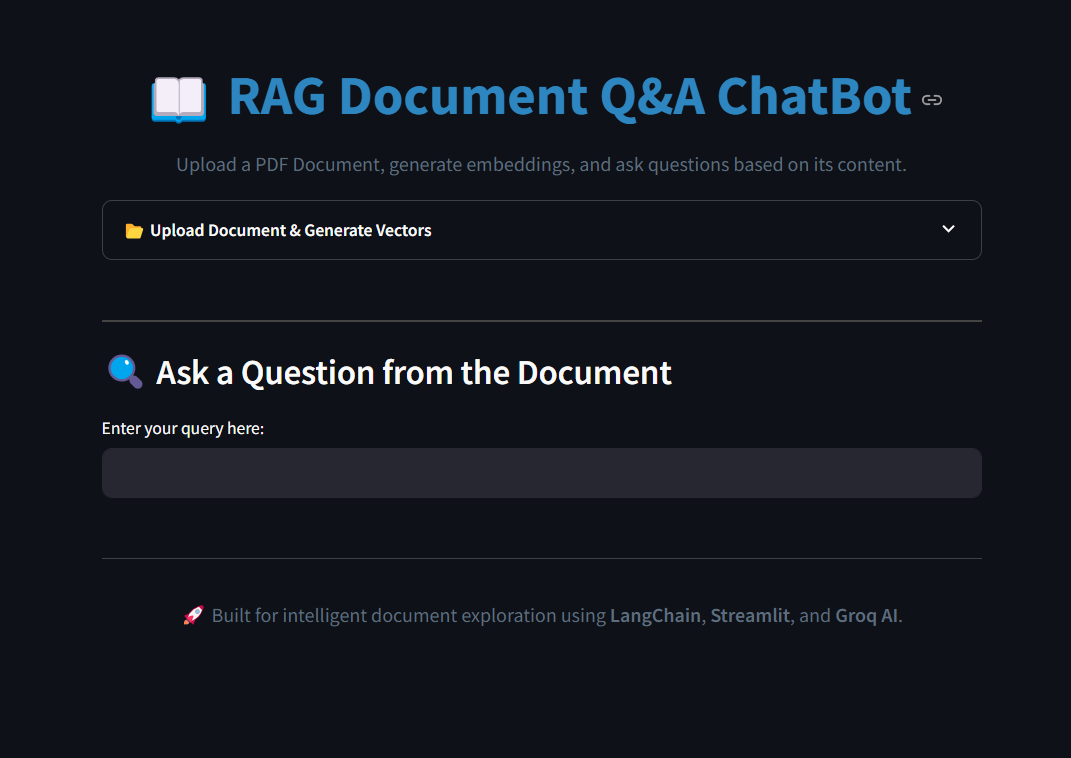 RAG Document Q&A ChatBot
Upload a PDF Document, generate embeddings, and ask questions based on its content.
Upload Document & Generate Vectors
Ask a Question from the Document
Enter your query here:
Built for intelligent document exploration using LangChain, Streamlit, and Groq AI.